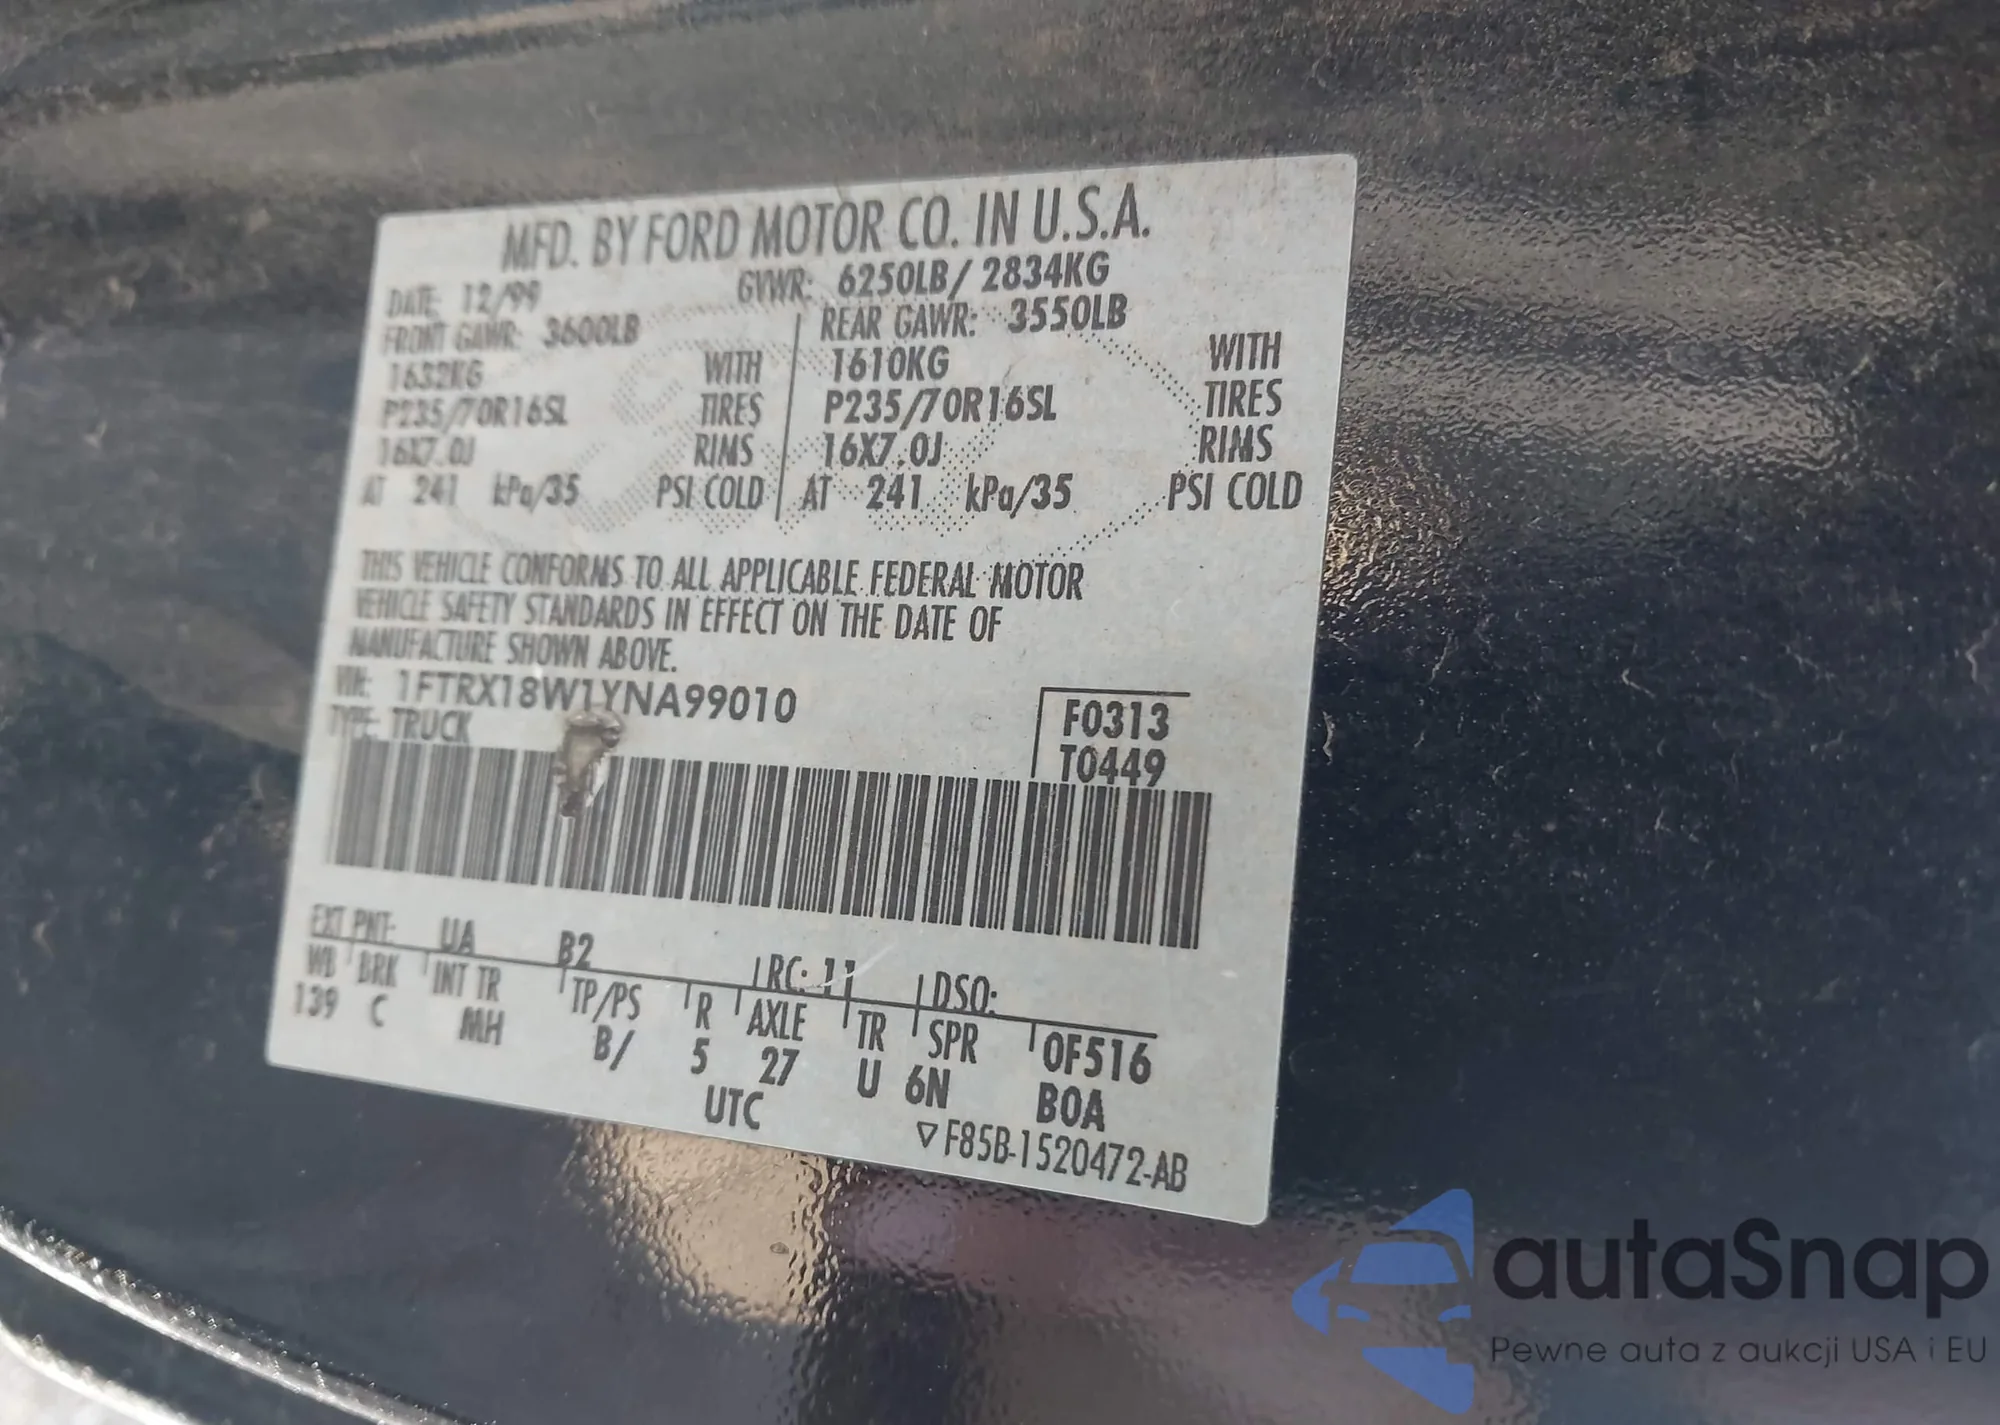 MFD. BY FORD MOTOR CO. IN U.S.A.
DATE: 12/99 GVWR: 6250LB/ 2834KG
FRONT GAWR: 3600LB REAR GAWR: 3550LB
1632KG WITH 1610KG WITH
P235/70R16SL TIRES P235/70R16SL TIRES
16X7.0J RIMS 16X7.0J RIMS
AT 241 kPa/35 PSI COLD AT 241 kPa/35 PSI COLD
THIS VEHICLE CONFORMS TO ALL APPLICABLE FEDERAL MOTOR
VEHICLE SAFETY STANDARDS IN EFFECT ON THE DATE OF
MANUFACTURE SHOWN ABOVE.
VIN: 1FTRX18W1YNA99010 F0313
TYPE: TRUCK T0449
EXT PNT: UA B2 RC: 11 DSO:
WB BRK INT TR TP/PS R AXLE TR SPR 0F516
139 C MH B/ 5 27 U 6N B0A
UTC
▽F85B-1520472-AB
autaSnap
Pewne auta z aukcji USA i EU